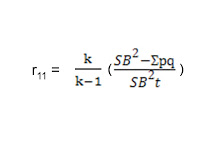 r₁₁ = k/(k−1) ( (SB² − Σpq) / SB²t )